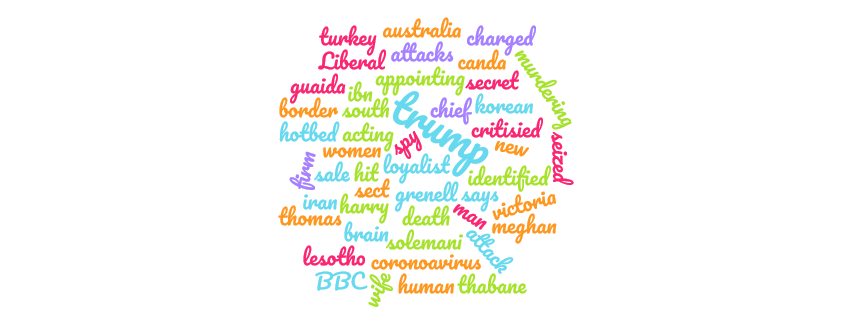 australia
turkey
charged
Liberal
attacks
canda
murdering
guaida
appointing
secret
ibn
border
south
trump
chief
korean
hotbed
acting
spy
critisied
seized
women
new
firm
sale
hit
loyalist
identified
sect
grenell
says
iran
harry
victoria
thomas
death
man
meghan
brain
solemani
attack
lesotho
coronoavirus
BBC
wife
human
thabane